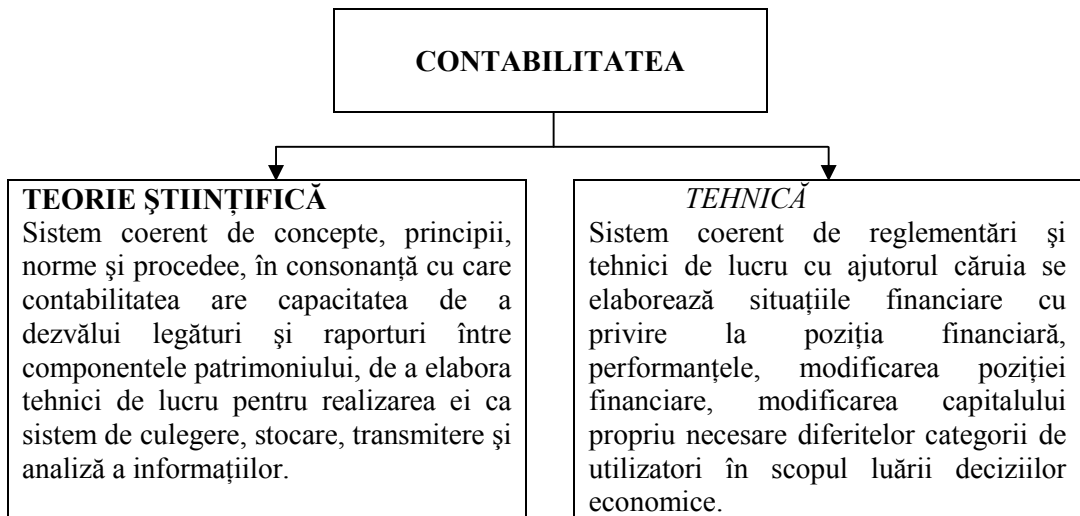 CONTABILITATEA
TEORIE ŞTIINȚIFICĂ
Sistem coerent de concepte, principii,
norme şi procedee, în consonanță cu care
contabilitatea are capacitatea de a
dezvălui legături şi raporturi între
componentele patrimoniului, de a elabora
tehnici de lucru pentru realizarea ei ca
sistem de culegere, stocare, transmitere şi
analiză a informațiilor.
TEHNICĂ
Sistem coerent de reglementări şi
tehnici de lucru cu ajutorul căruia se
elaborează situațiile financiare cu
privire la poziția financiară,
performanțele, modificarea poziției
financiare, modificarea capitalului
propriu necesare diferitelor categorii de
utilizatori în scopul luării deciziilor
economice.